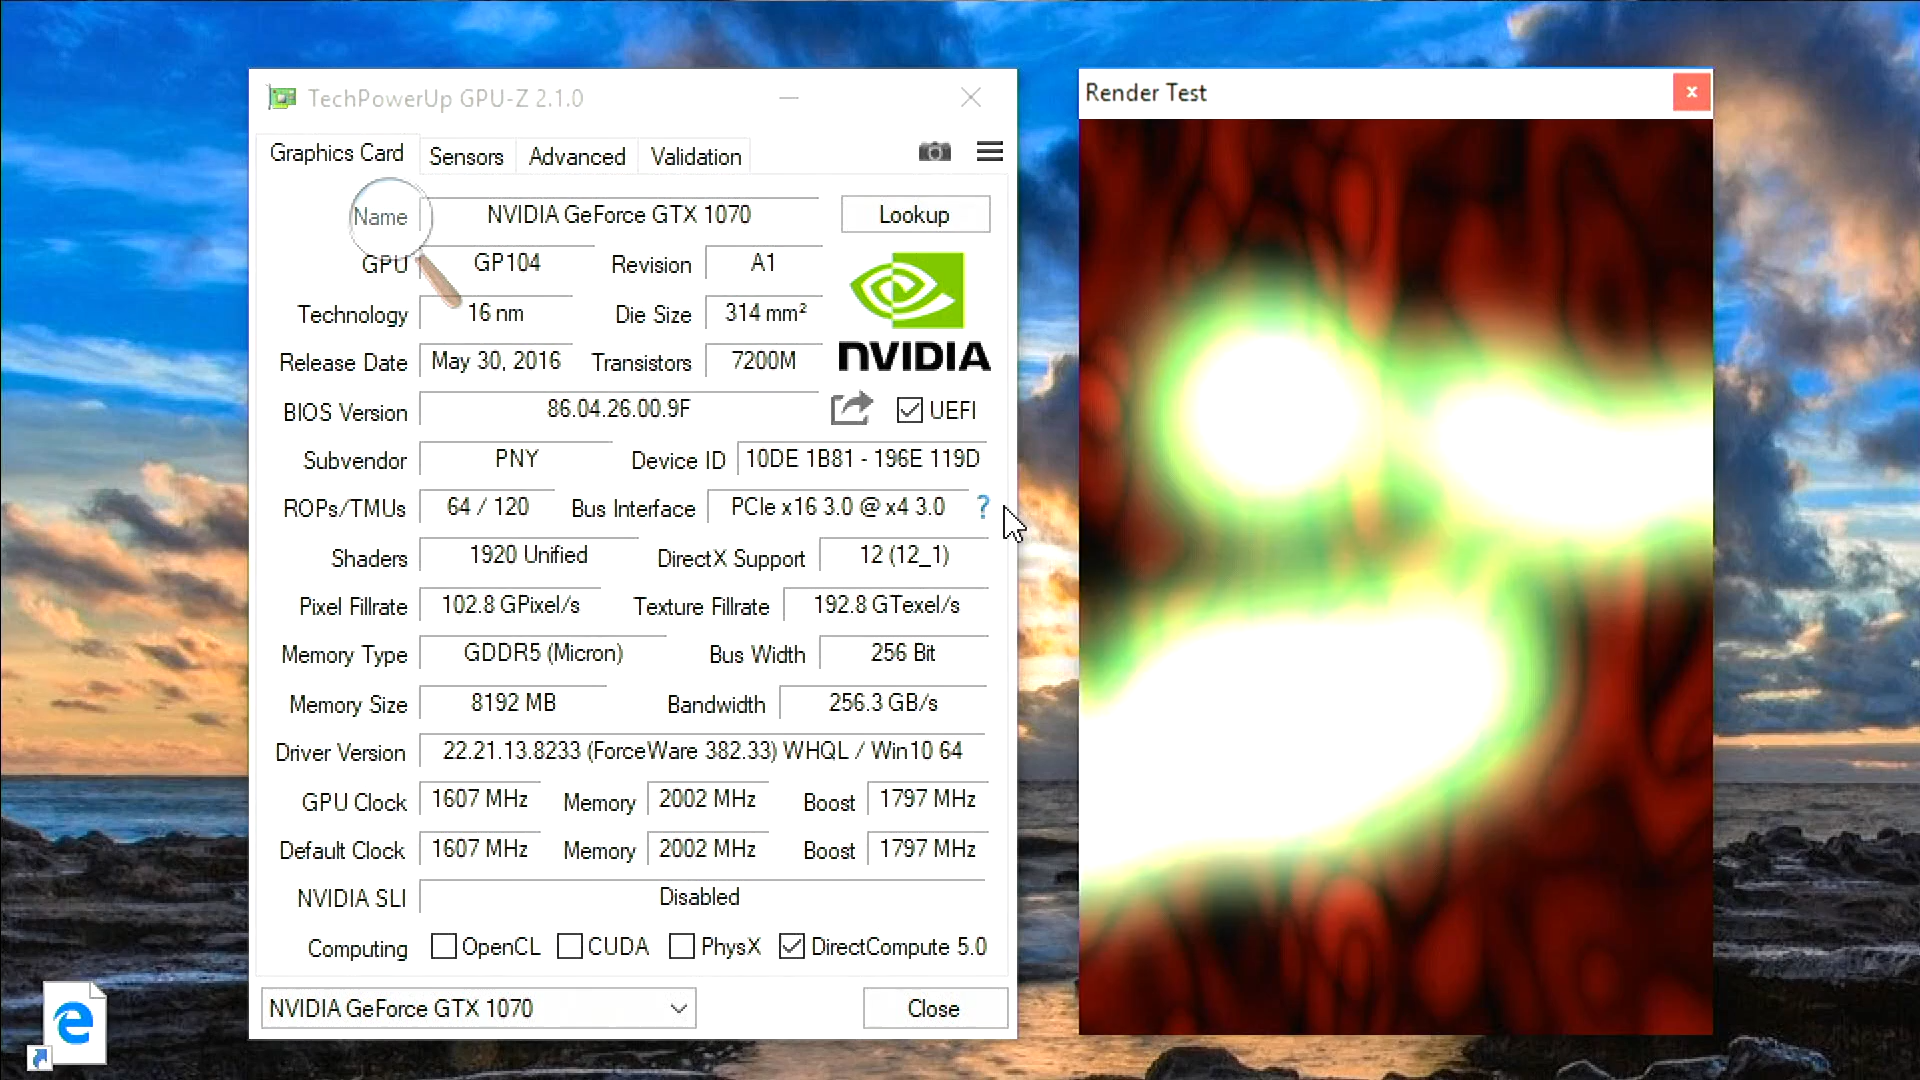 TechPowerUp GPU-Z 2.1.0
Graphics Card Sensors Advanced Validation
Name NVIDIA GeForce GTX 1070 Lookup
GPU GP104 Revision A1
Technology 16 nm Die Size 314 mm²
Release Date May 30, 2016 Transistors 7200M
NVIDIA
BIOS Version 86.04.26.00.9F UEFI
Subvendor PNY Device ID 10DE 1B81 - 196E 119D
ROPs/TMUs 64 / 120 Bus Interface PCIe x16 3.0 @ x4 3.0 ?
Shaders 1920 Unified DirectX Support 12 (12_1)
Pixel Fillrate 102.8 GPixel/s Texture Fillrate 192.8 GTexel/s
Memory Type GDDR5 (Micron) Bus Width 256 Bit
Memory Size 8192 MB Bandwidth 256.3 GB/s
Driver Version 22.21.13.8233 (ForceWare 382.33) WHQL / Win10 64
GPU Clock 1607 MHz Memory 2002 MHz Boost 1797 MHz
Default Clock 1607 MHz Memory 2002 MHz Boost 1797 MHz
NVIDIA SLI Disabled
Computing OpenCL CUDA PhysX DirectCompute 5.0
NVIDIA GeForce GTX 1070 Close
Render Test